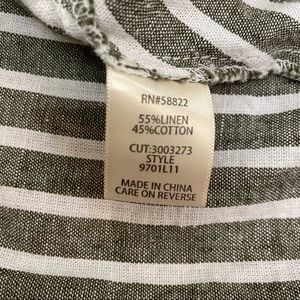 RN#58822
55%LINEN
45%COTTON
CUT:3003273
STYLE
9701L11
MADE IN CHINA
CARE ON REVERSE